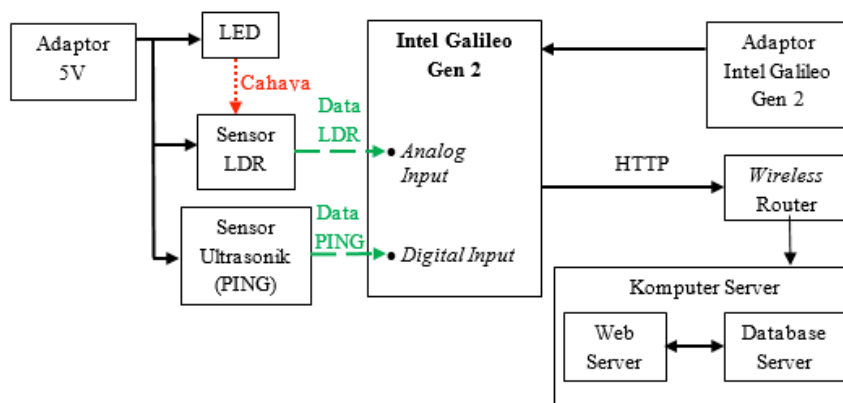 Adaptor
5V
LED
Cahaya
Sensor
LDR
Data
LDR
Sensor
Ultrasonik
(PING)
Data
PING
Intel Galileo
Gen 2
• Analog
Input
• Digital Input
Adaptor
Intel Galileo
Gen 2
HTTP
Wireless
Router
Komputer Server
Web
Server
Database
Server